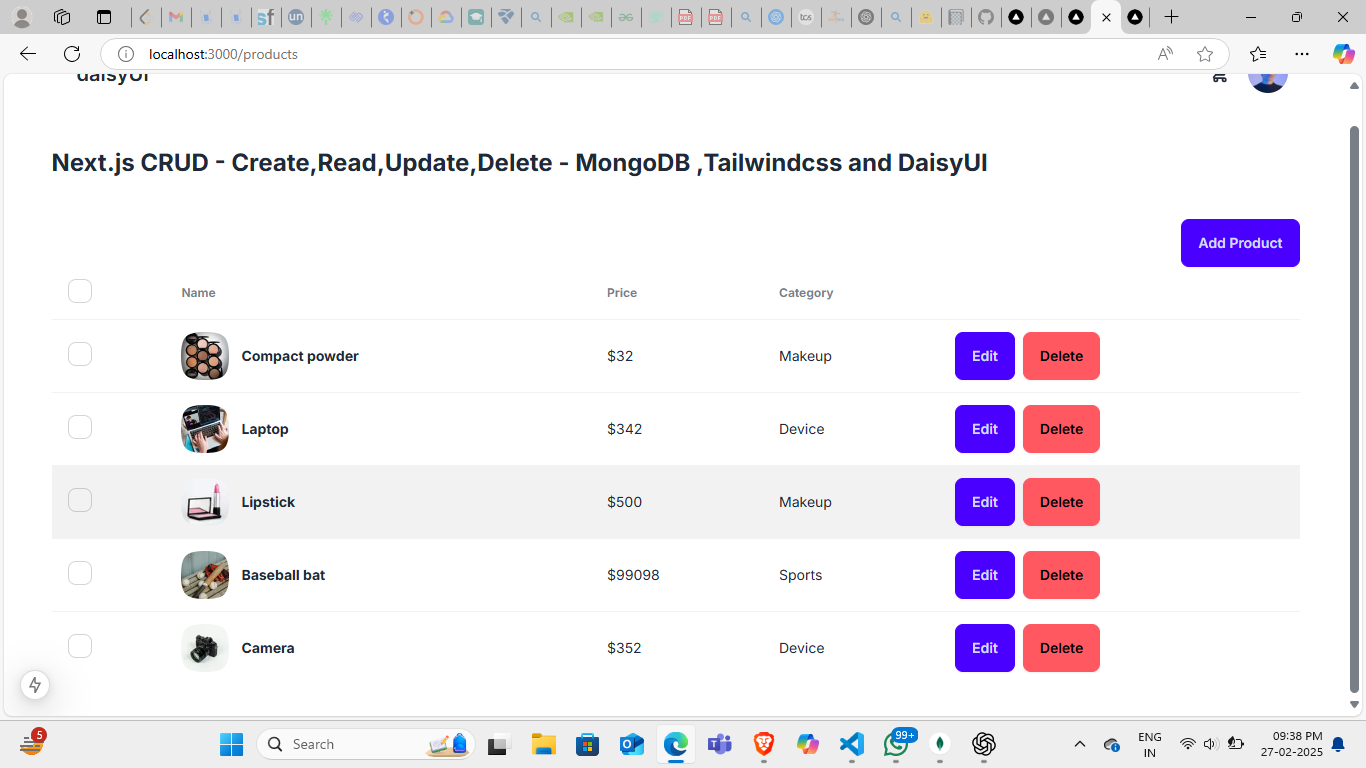 localhost:3000/products
daisyUI
Next.js CRUD - Create,Read,Update,Delete - MongoDB ,Tailwindcss and DaisyUI
Add Product
Name Price Category
Compact powder $32 Makeup Edit Delete
Laptop $342 Device Edit Delete
Lipstick $500 Makeup Edit Delete
Baseball bat $99098 Sports Edit Delete
Camera $352 Device Edit Delete
5 Search 99+ ENG 09:38 PM
IN 27-02-2025